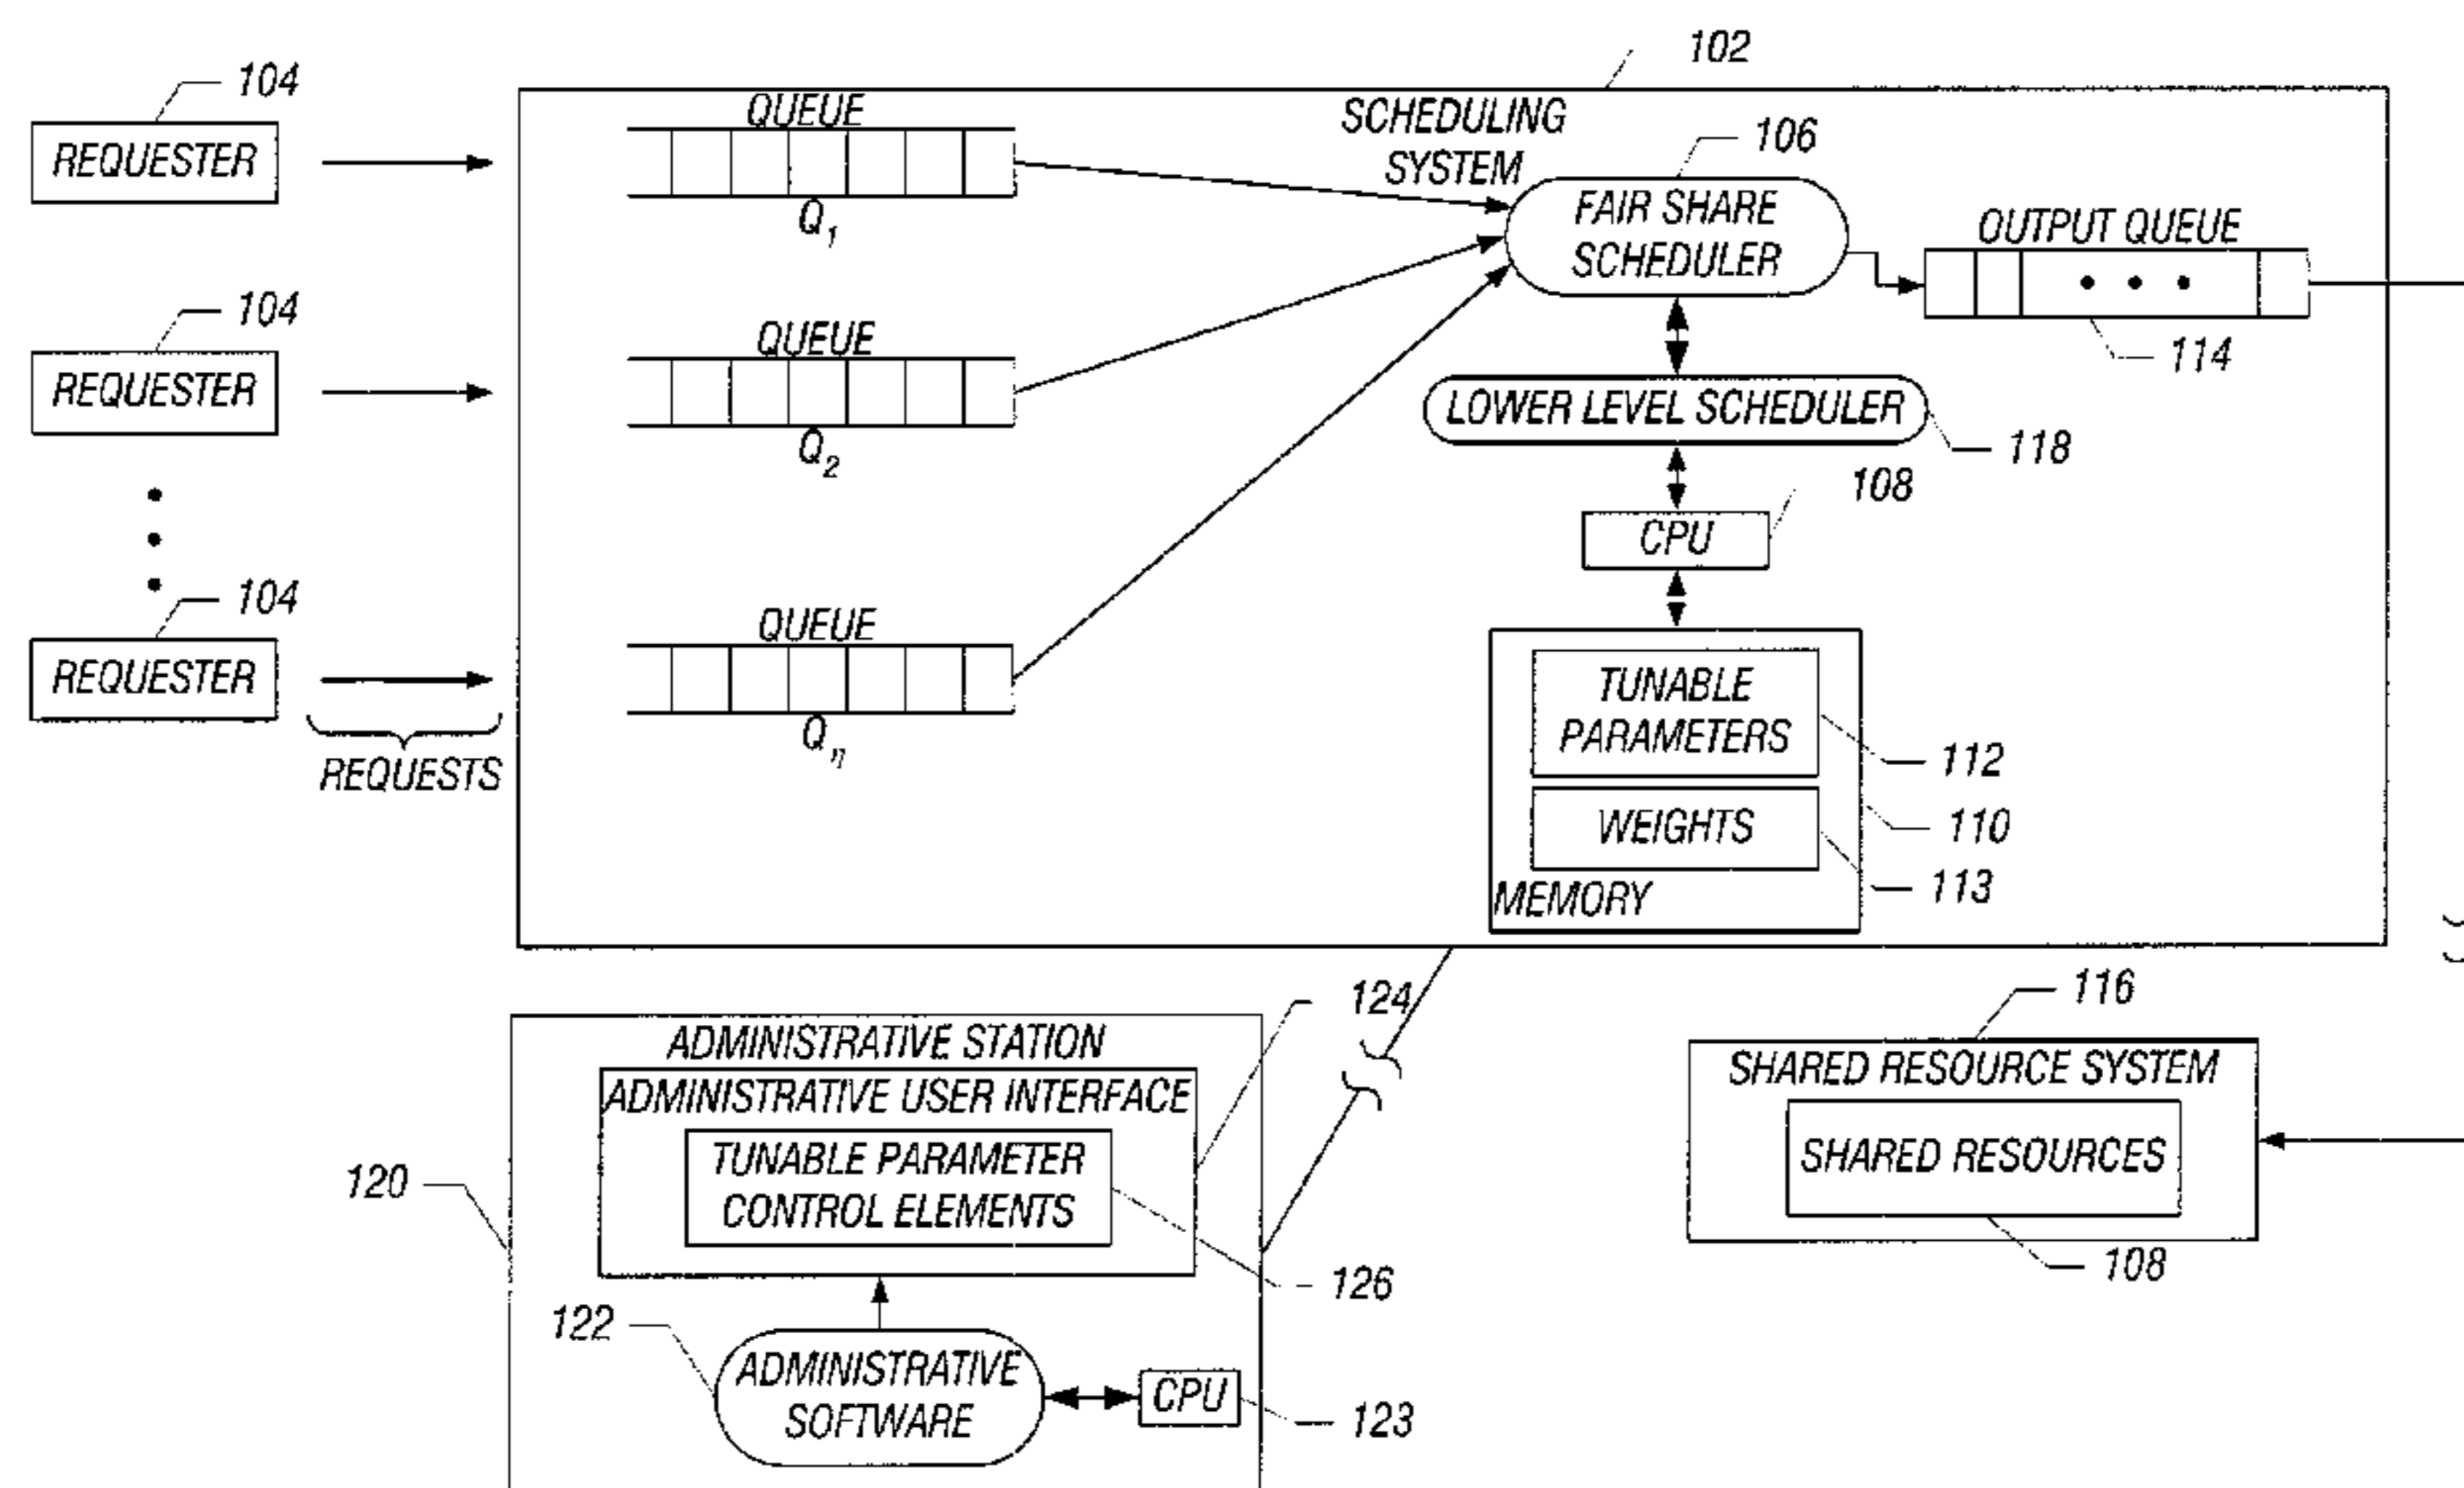 102
104
REQUESTER
QUEUE
Q1
SCHEDULING
SYSTEM
106
FAIR SHARE
SCHEDULER
OUTPUT QUEUE
114
104
REQUESTER
QUEUE
Q2
LOWER LEVEL SCHEDULER
118
108
CPU
104
REQUESTER
REQUESTS
QUEUE
Qn
TUNABLE
PARAMETERS
112
WEIGHTS
110
113
MEMORY
124
ADMINISTRATIVE STATION
ADMINISTRATIVE USER INTERFACE
TUNABLE PARAMETER
CONTROL ELEMENTS
120
126
122
ADMINISTRATIVE
SOFTWARE
CPU
123
116
SHARED RESOURCE SYSTEM
SHARED RESOURCES
108